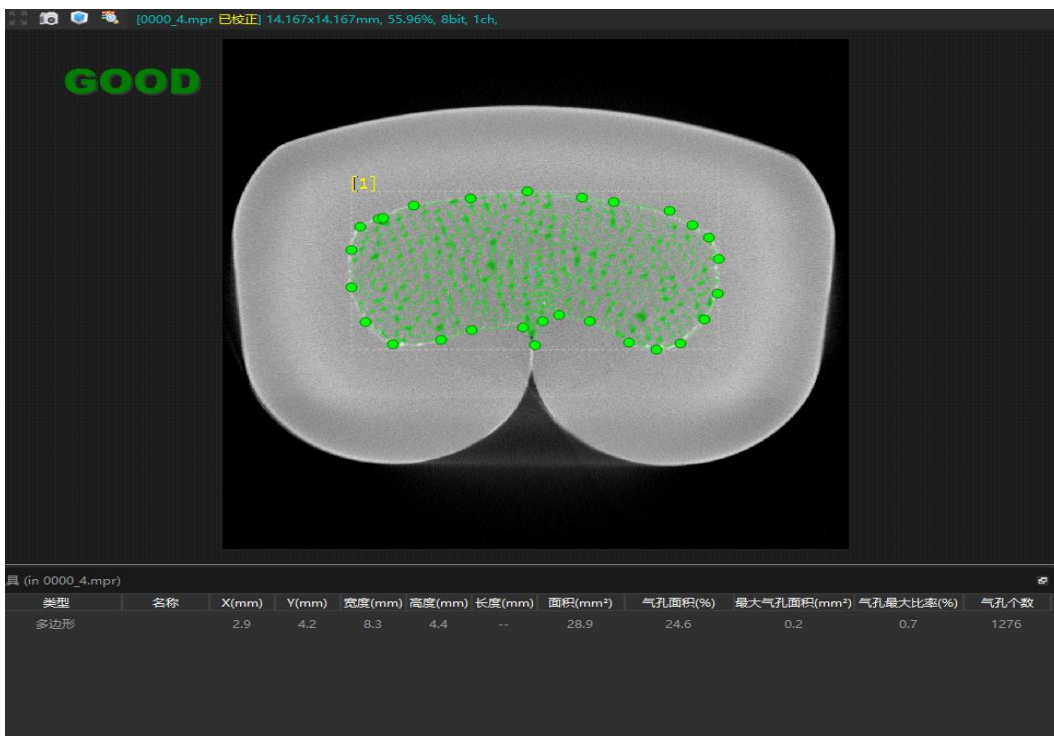 [0000_4.mpr 已校正] 14.167x14.167mm, 55.96%, 8bit, 1ch,
GOOD
[1]
具 (in 0000_4.mpr)
类型 名称 X(mm) Y(mm) 宽度(mm) 高度(mm) 长度(mm) 面积(mm²) 气孔面积(%) 最大气孔面积(mm²) 气孔最大比率(%) 气孔个数
多边形 2.9 4.2 8.3 4.4 -- 28.9 24.6 0.2 0.7 1276